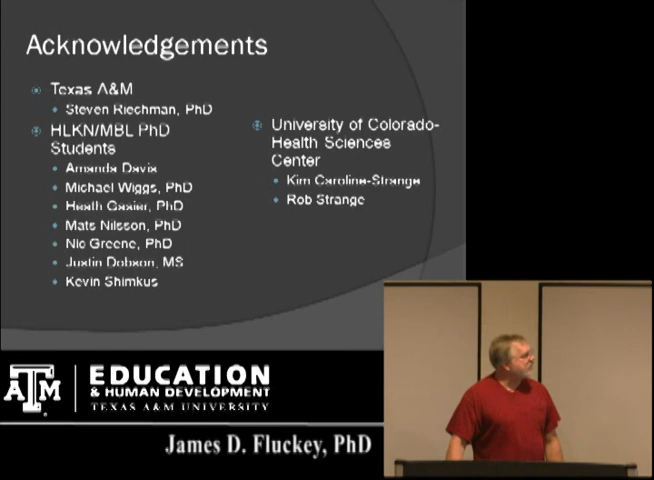 Acknowledgements
Texas A&M
Steven Riechman, PhD
HLKN/MBL PhD
Students
Amanda Davis
Michael Wiggs, PhD
Heath Gasier, PhD
Mats Nilsson, PhD
Nic Greene, PhD
Justin Dobson, MS
Kevin Shimkus
University of Colorado-
Health Sciences
Center
Kim Caroline-Strange
Rob Strange
ATM
EDUCATION
& HUMAN DEVELOPMENT
TEXAS A&M UNIVERSITY
James D. Fluckey, PhD